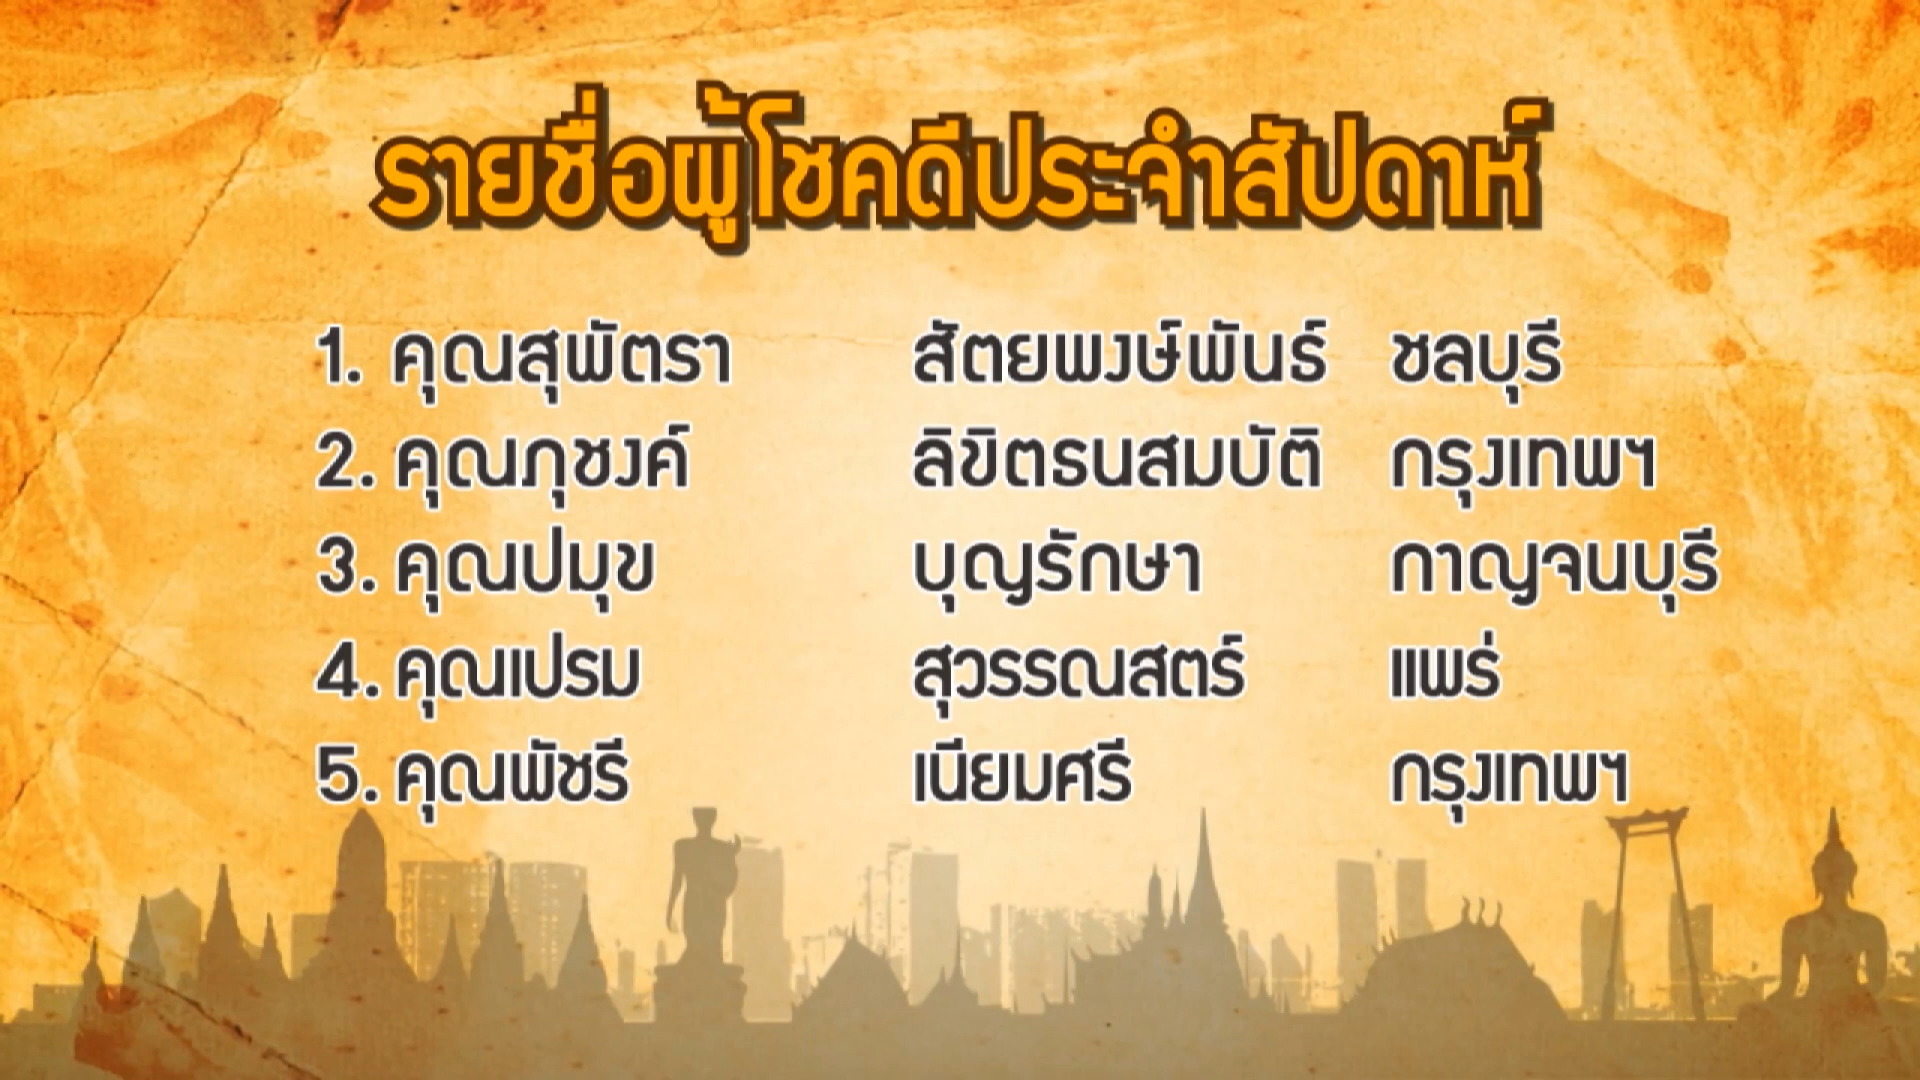 รายชื่อผู้โชคดีประจำสัปดาห์
1. คุณสุพัตรา สัตยพงษ์พันธ์ ชลบุรี
2. คุณภุชงค์ ลิขิตธนสมบัติ กรุงเทพฯ
3. คุณปมุข บุญรักษา กาญจนบุรี
4. คุณเปรม สุวรรณสตร์ แพร่
5. คุณพัชรี เนียมศรี กรุงเทพฯ